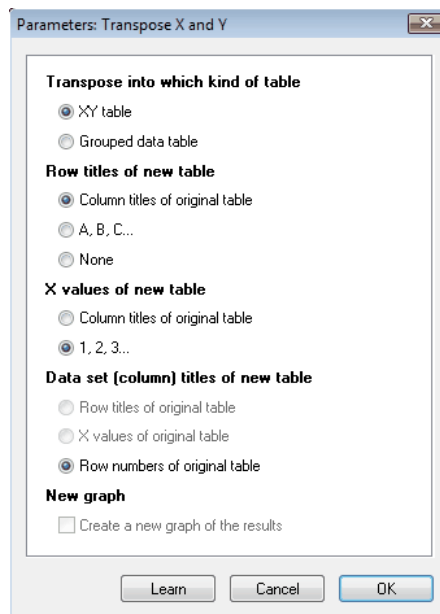 Parameters: Transpose X and Y
Transpose into which kind of table
XY table
Grouped data table
Row titles of new table
Column titles of original table
A, B, C...
None
X values of new table
Column titles of original table
1, 2, 3...
Data set (column) titles of new table
Row titles of original table
X values of original table
Row numbers of original table
New graph
Create a new graph of the results
Learn Cancel OK